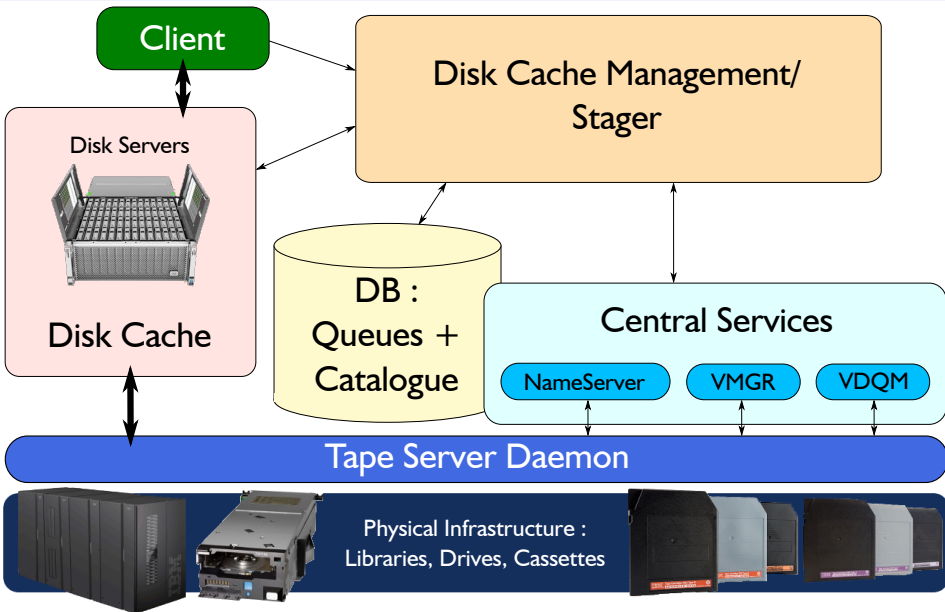 Client
Disk Cache Management/
Stager
Disk Servers
Disk Cache
DB :
Queues +
Catalogue
Central Services
NameServer
VMGR
VDQM
Tape Server Daemon
Physical Infrastructure :
Libraries, Drives, Cassettes
IBM